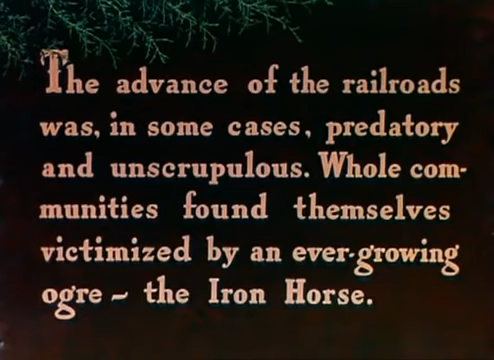 The advance of the railroads
was, in some cases, predatory
and unscrupulous. Whole com-
munities found themselves
victimized by an ever-growing
ogre ~ the Iron Horse.